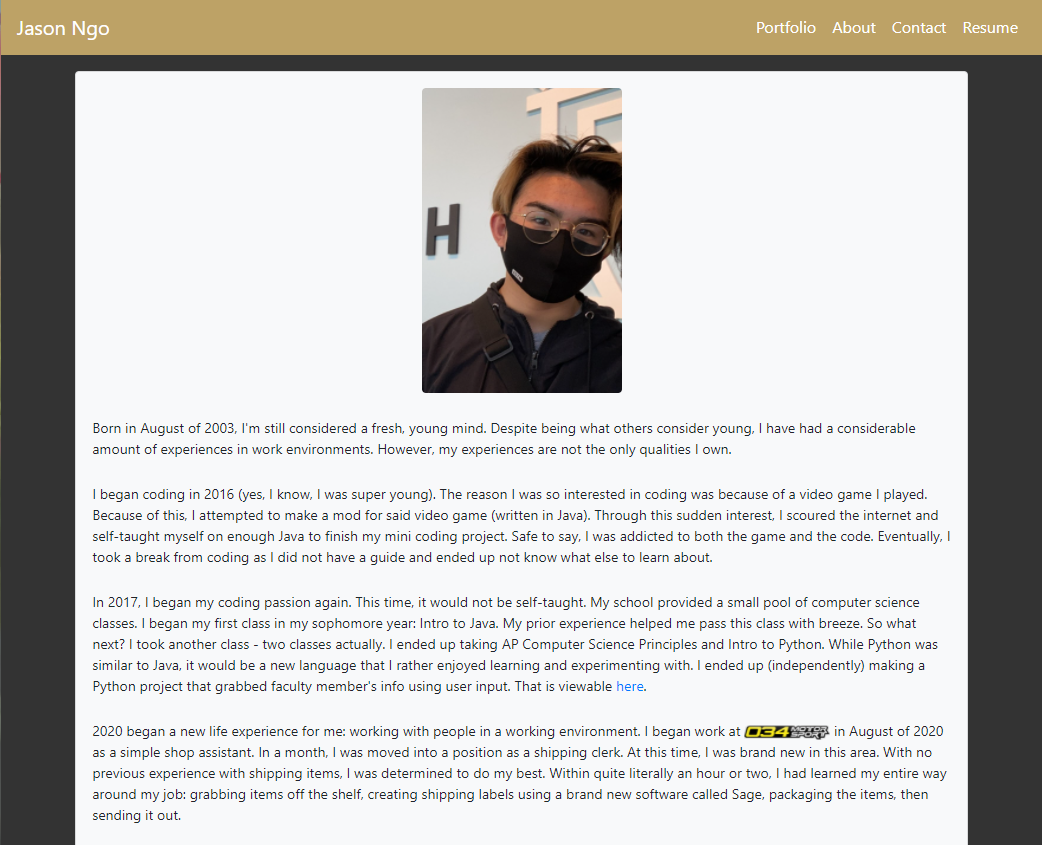 Jason Ngo
Portfolio About Contact Resume
H
Born in August of 2003, I'm still considered a fresh, young mind. Despite being what others consider young, I have had a considerable
amount of experiences in work environments. However, my experiences are not the only qualities I own.
I began coding in 2016 (yes, I know, I was super young). The reason I was so interested in coding was because of a video game I played.
Because of this, I attempted to make a mod for said video game (written in Java). Through this sudden interest, I scoured the internet and
self-taught myself on enough Java to finish my mini coding project. Safe to say, I was addicted to both the game and the code. Eventually, I
took a break from coding as I did not have a guide and ended up not know what else to learn about.
In 2017, I began my coding passion again. This time, it would not be self-taught. My school provided a small pool of computer science
classes. I began my first class in my sophomore year: Intro to Java. My prior experience helped me pass this class with breeze. So what
next? I took another class - two classes actually. I ended up taking AP Computer Science Principles and Intro to Python. While Python was
similar to Java, it would be a new language that I rather enjoyed learning and experimenting with. I ended up (independently) making a
Python project that grabbed faculty member's info using user input. That is viewable here.
2020 began a new life experience for me: working with people in a working environment. I began work at 034 MOTORSPORT in August of 2020
as a simple shop assistant. In a month, I was moved into a position as a shipping clerk. At this time, I was brand new in this area. With no
previous experience with shipping items, I was determined to do my best. Within quite literally an hour or two, I had learned my entire way
around my job: grabbing items off the shelf, creating shipping labels using a brand new software called Sage, packaging the items, then
sending it out.